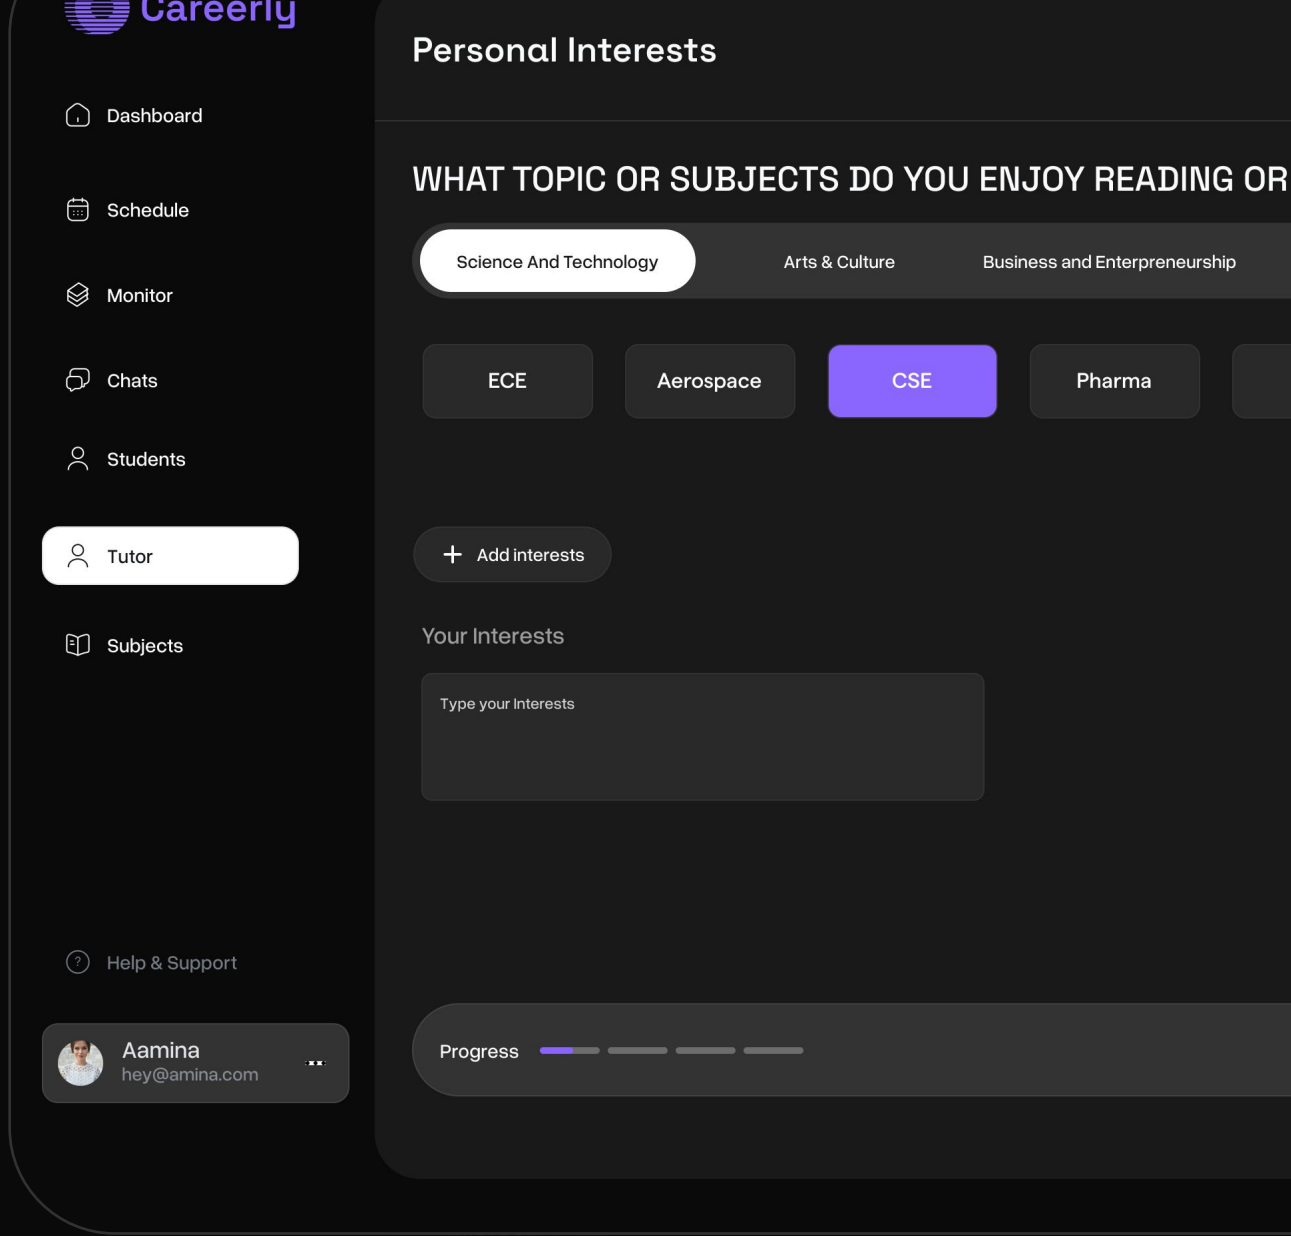 Careerly
Dashboard
Schedule
Monitor
Chats
Students
Tutor
Subjects
Help & Support
Aamina
hey@amina.com
Personal Interests
WHAT TOPIC OR SUBJECTS DO YOU ENJOY READING OR
Science And Technology
Arts & Culture
Business and Enterpreneurship
ECE
Aerospace
CSE
Pharma
+ Add interests
Your Interests
Type your Interests
Progress